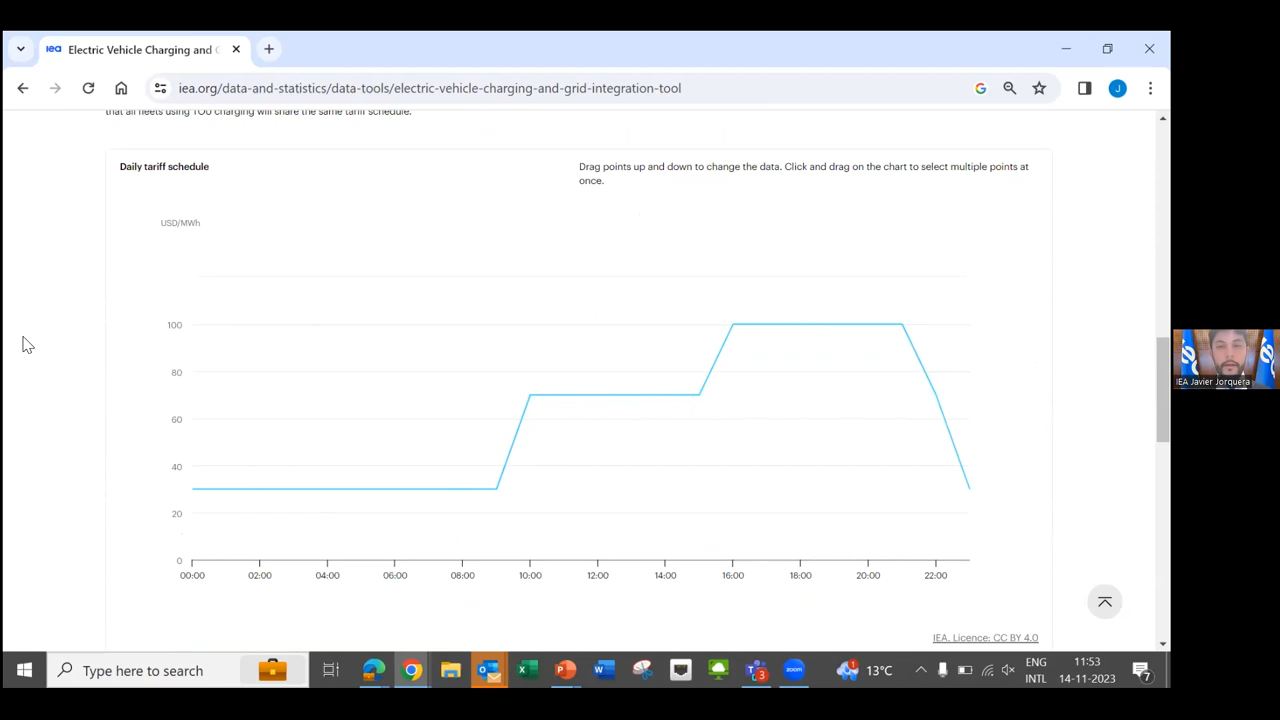 iea Electric Vehicle Charging and G
iea.org/data-and-statistics/data-tools/electric-vehicle-charging-and-grid-integration-tool
J
that all fleets using TOU charging will share the same tariff schedule.
Daily tariff schedule
Drag points up and down to change the data. Click and drag on the chart to select multiple points at
once.
USD/MWh
100
80
60
40
20
0
00:00 02:00 04:00 06:00 08:00 10:00 12:00 14:00 16:00 18:00 20:00 22:00
IEA. Licence: CC BY 4.0
IEA Javier Jorquera
Type here to search
3
zoom
1
13°C
ENG
INTL
11:53
14-11-2023
7